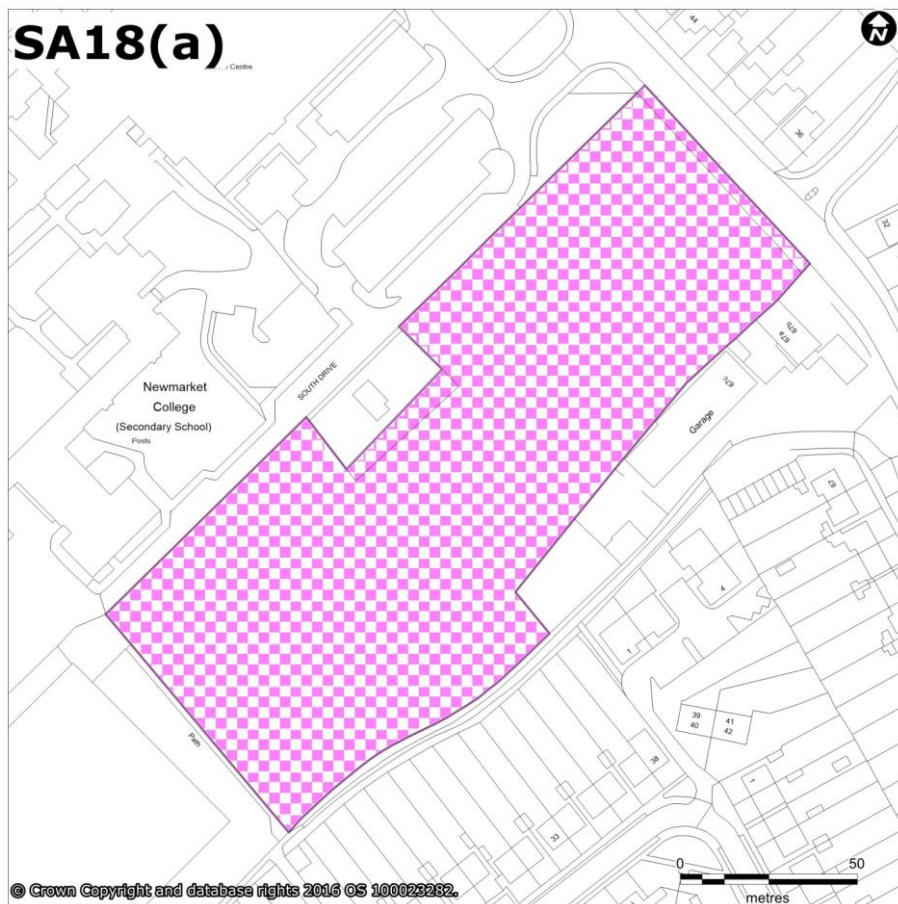 SA18(a)
Centre
N
44
36
32
67b
67a
67c
Garage
SOUTH DRIVE
Newmarket
College
(Secondary School)
Posts
67
4
1
39
40
41
42
Path
38
33
1
0
50
metres
© Crown Copyright and database rights 2016 OS 100023282.